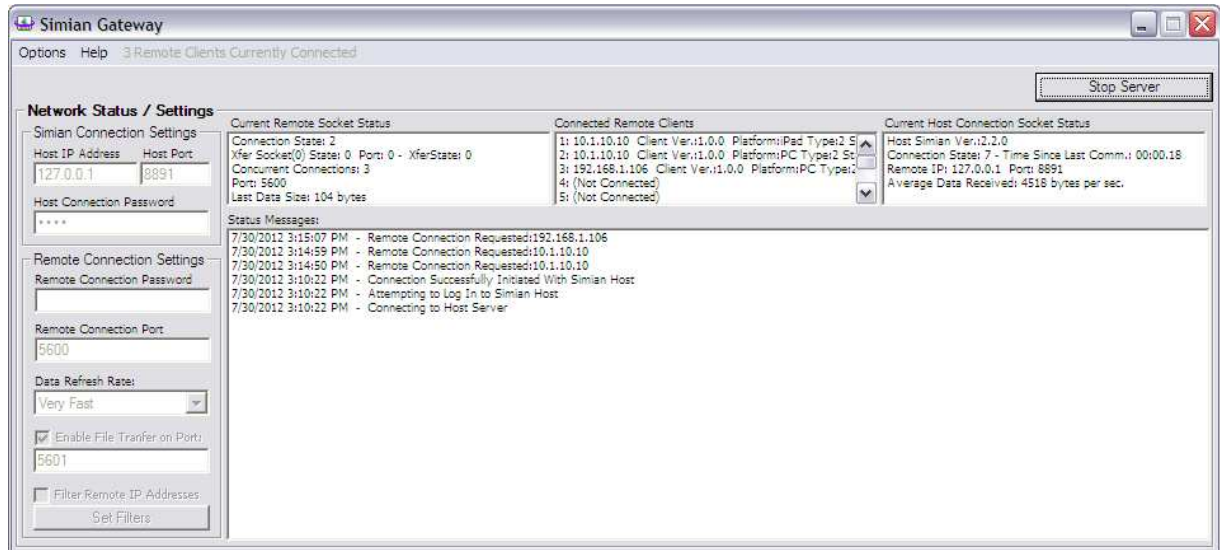 Simian Gateway
Options Help 3 Remote Clients Currently Connected
Stop Server
Network Status / Settings
Simian Connection Settings
Host IP Address Host Port
127.0.0.1 8891
Host Connection Password
****
Remote Connection Settings
Remote Connection Password
Remote Connection Port
5600
Data Refresh Rate:
Very Fast
Enable File Tranfer on Port:
5601
Filter Remote IP Addresses
Set Filters
Current Remote Socket Status
Connection State: 2
Xfer Socket(0) State: 0 Port: 0 - XferState: 0
Concurrent Connections: 3
Port: 5600
Last Data Size: 104 bytes
Connected Remote Clients
1: 10.1.10.10 Client Ver.:1.0.0 Platform:iPad Type:2 S
2: 10.1.10.10 Client Ver.:1.0.0 Platform:PC Type:2 St
3: 192.168.1.106 Client Ver.:1.0.0 Platform:PC Type:2
4: (Not Connected)
5: (Not Connected)
Current Host Connection Socket Status
Host Simian Ver.:2.2.0
Connection State: 7 - Time Since Last Comm.: 00:00.18
Remote IP: 127.0.0.1 Port: 8891
Average Data Received: 4518 bytes per sec.
Status Messages:
7/30/2012 3:15:07 PM - Remote Connection Requested:192.168.1.106
7/30/2012 3:14:59 PM - Remote Connection Requested:10.1.10.10
7/30/2012 3:14:50 PM - Remote Connection Requested:10.1.10.10
7/30/2012 3:10:22 PM - Connection Successfully Initiated With Simian Host
7/30/2012 3:10:22 PM - Attempting to Log In to Simian Host
7/30/2012 3:10:22 PM - Connecting to Host Server